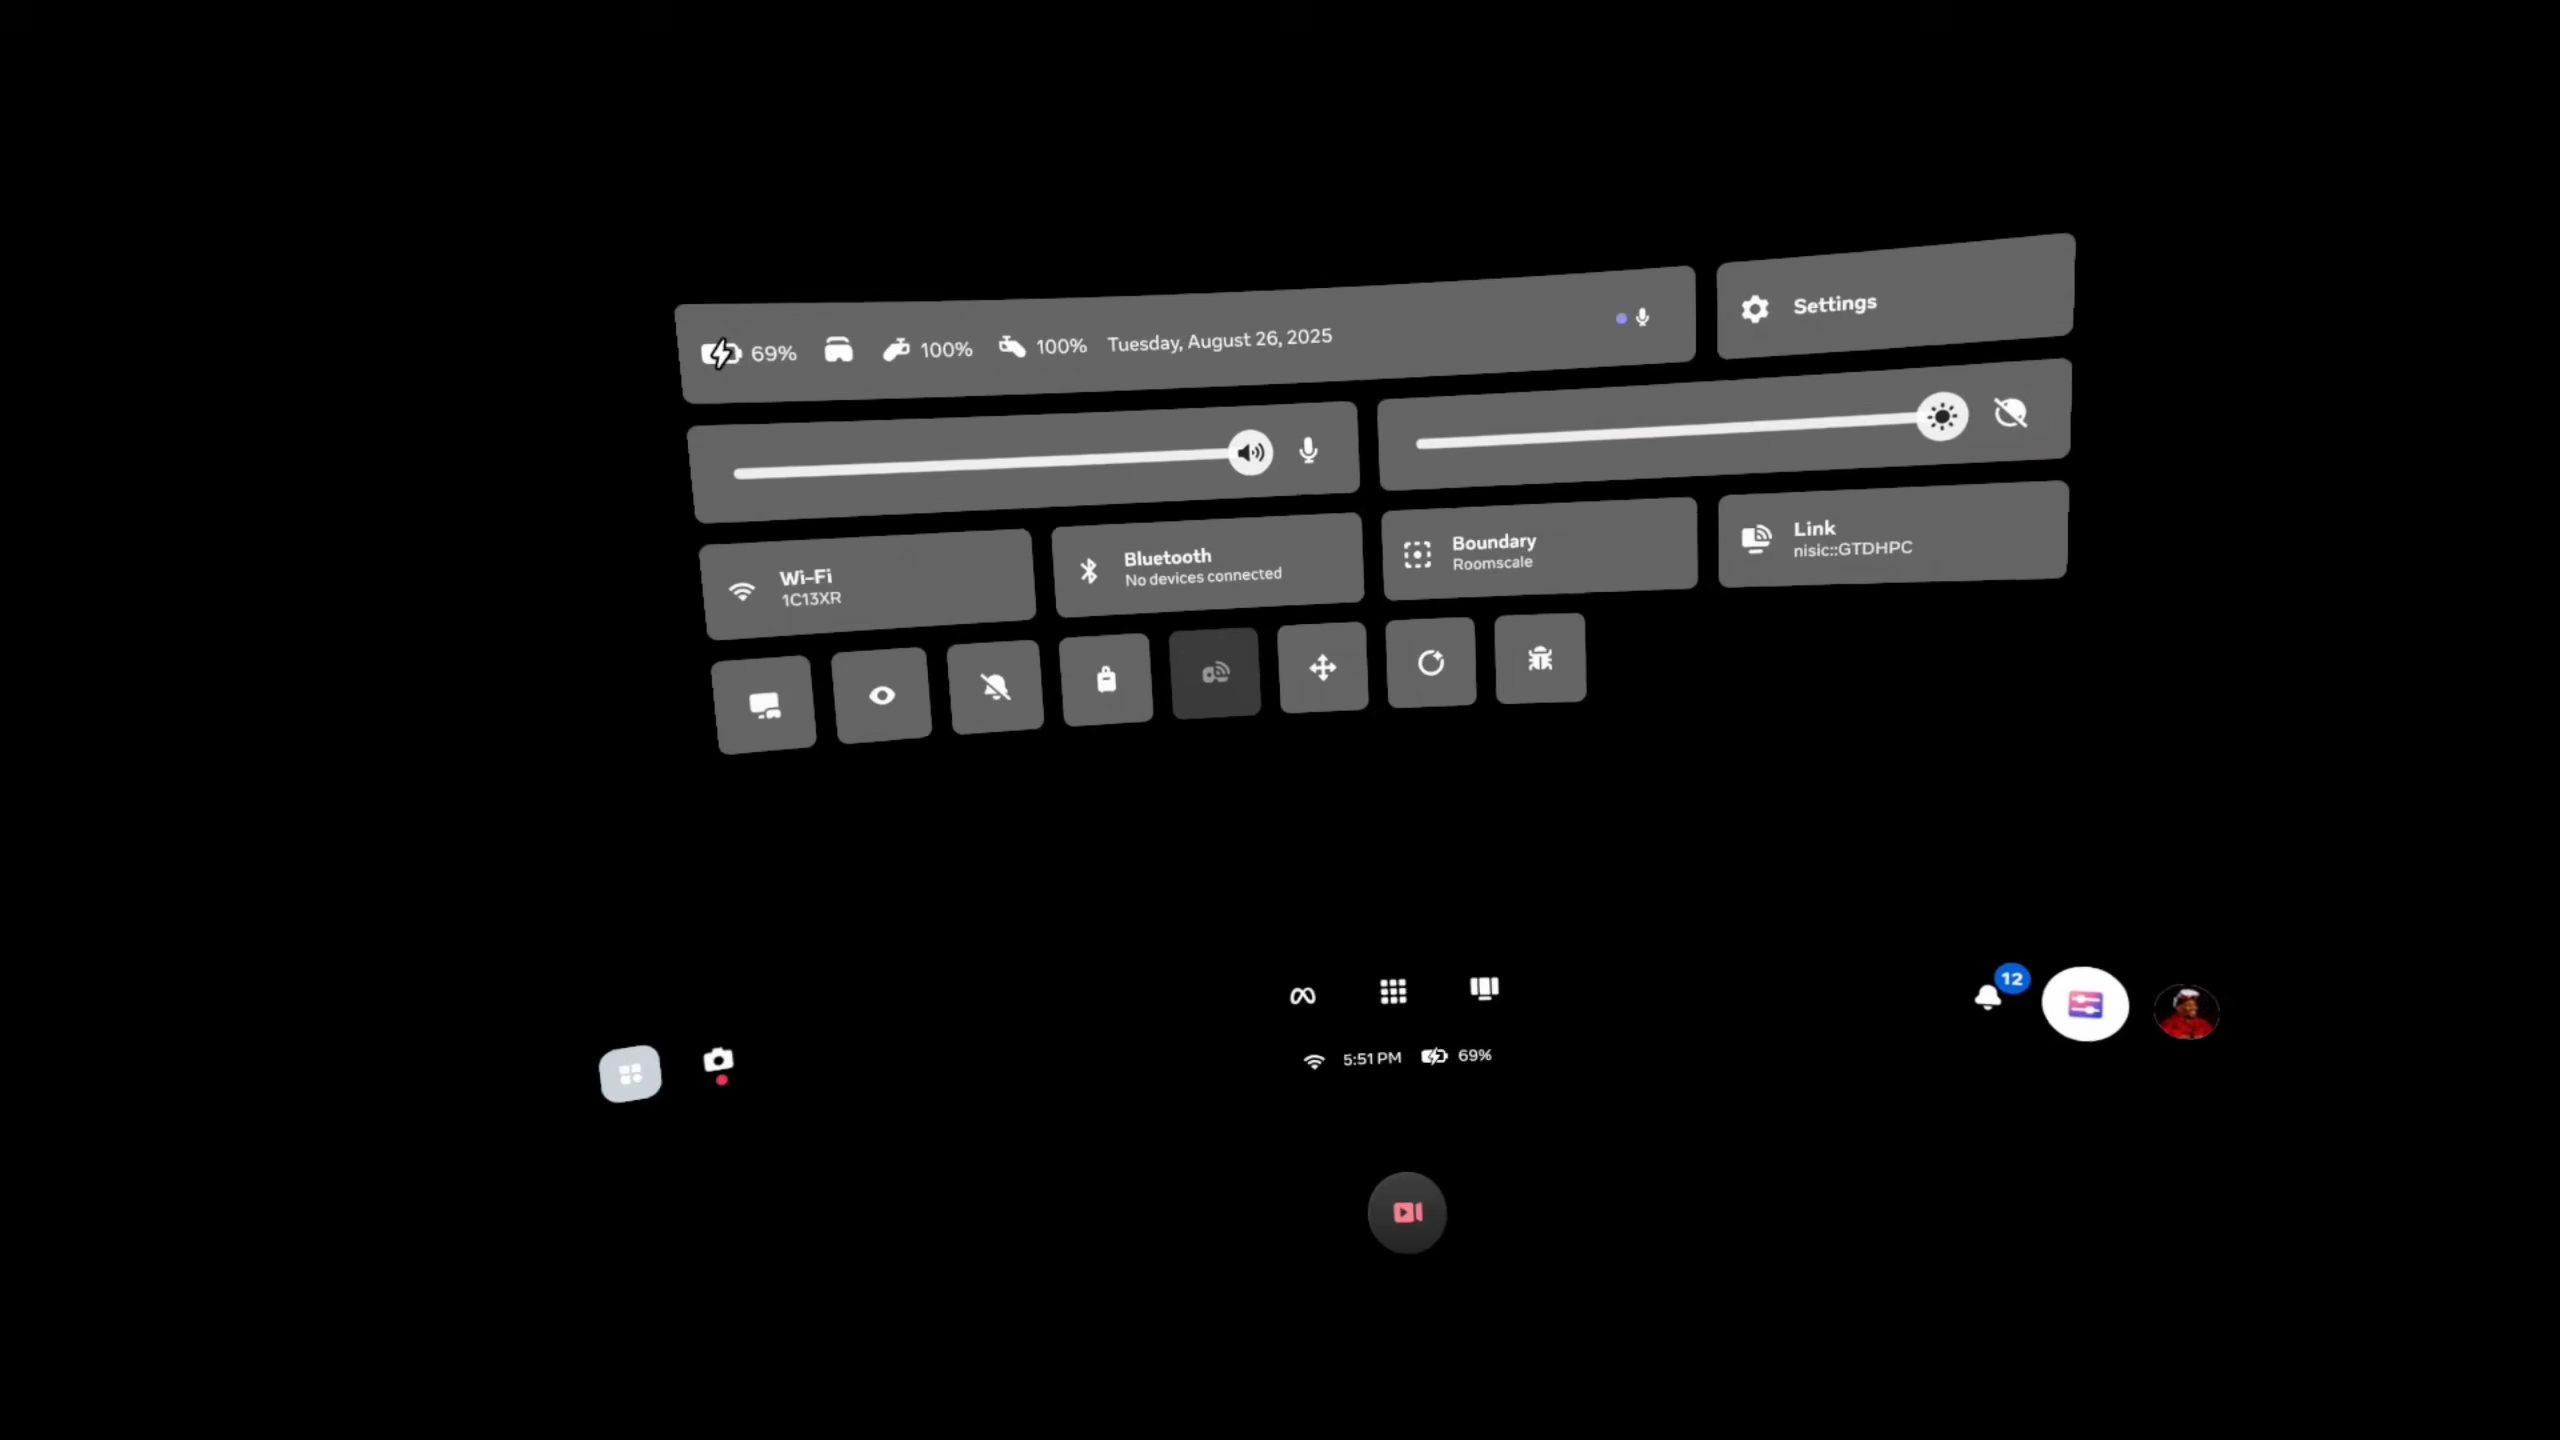 69% 100% 100% Tuesday, August 26, 2025
Settings
Wi-Fi
1C13XR
Bluetooth
No devices connected
Boundary
Roomscale
Link
nisic::GTDHPC
12
5:51 PM 69%